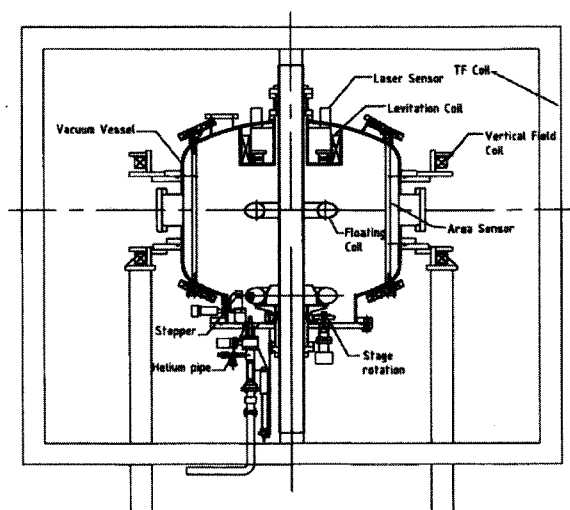 Laser Sensor
TF Coil
Levitation Coil
Vacuum Vessel
Vertical Field
Coil
Floating
Coil
Area Sensor
Stepper
Stage
rotation
Helium pipe